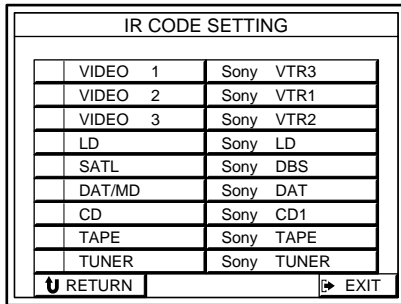 IR CODE SETTING
VIDEO 1 Sony VTR3
VIDEO 2 Sony VTR1
VIDEO 3 Sony VTR2
LD Sony LD
SATL Sony DBS
DAT/MD Sony DAT
CD Sony CD1
TAPE Sony TAPE
TUNER Sony TUNER
RETURN EXIT